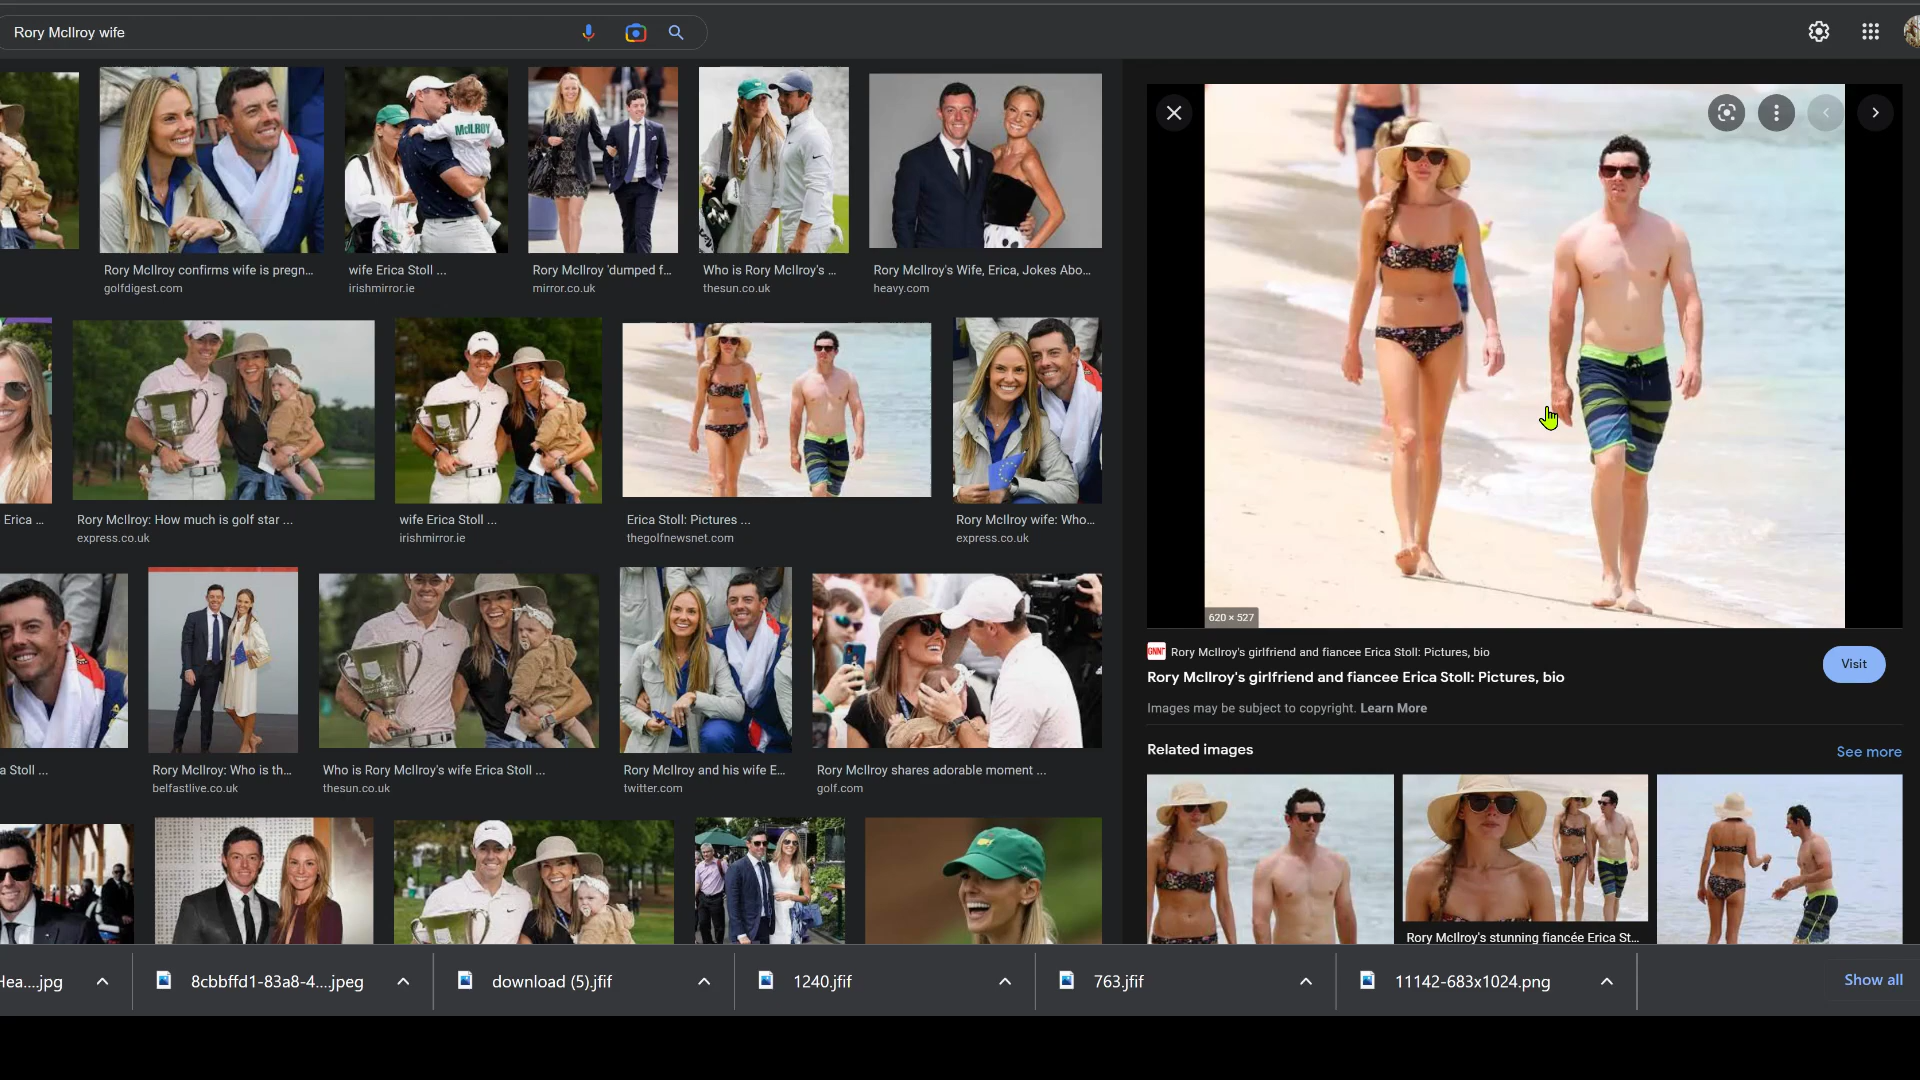 Rory McIlroy wife
McILROY
Rory McIlroy confirms wife is pregn...
golfdigest.com
wife Erica Stoll ...
irishmirror.ie
Rory McIlroy 'dumped f...
mirror.co.uk
Who is Rory McIlroy's ...
thesun.co.uk
Rory McIlroy's Wife, Erica, Jokes Abo...
heavy.com
Erica ...
Rory McIlroy: How much is golf star ...
express.co.uk
wife Erica Stoll ...
irishmirror.ie
Erica Stoll: Pictures ...
thegolfnewsnet.com
Rory McIlroy wife: Who...
express.co.uk
a Stoll ...
Rory McIlroy: Who is th...
belfastlive.co.uk
Who is Rory McIlroy's wife Erica Stoll ...
thesun.co.uk
Rory McIlroy and his wife E...
twitter.com
Rory McIlroy shares adorable moment ...
golf.com
620 × 527
GNN
Rory McIlroy's girlfriend and fiancee Erica Stoll: Pictures, bio
Visit
Rory McIlroy's girlfriend and fiancee Erica Stoll: Pictures, bio
Images may be subject to copyright. Learn More
Related images
See more
Rory McIlroy's stunning fiancée Erica St...
Hea....jpg
8cbbffd1-83a8-4....jpeg
download (5).jfif
1240.jfif
763.jfif
11142-683x1024.png
Show all